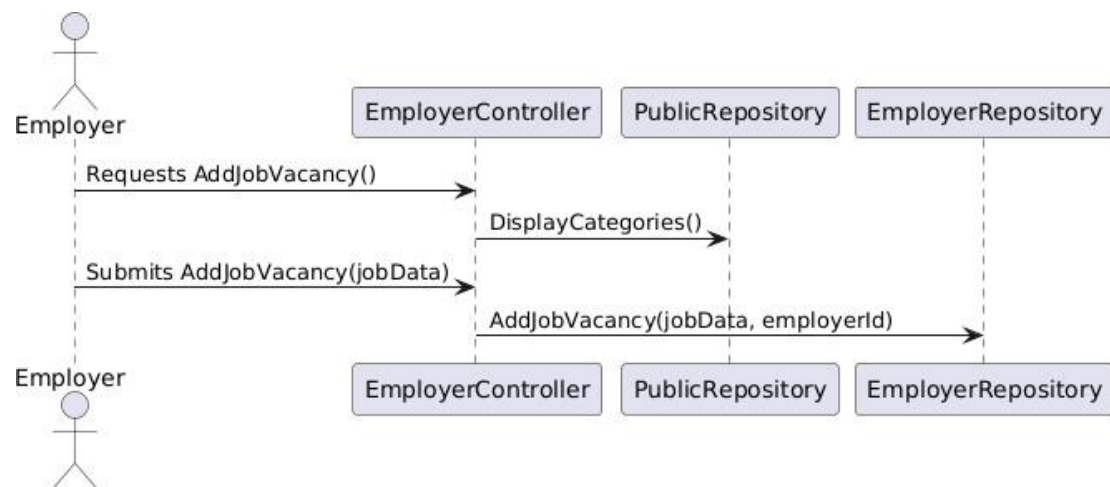 Employer
EmployerController
PublicRepository
EmployerRepository
Requests AddJobVacancy()
DisplayCategories()
Submits AddJobVacancy(jobData)
AddJobVacancy(jobData, employerId)
Employer
EmployerController
PublicRepository
EmployerRepository